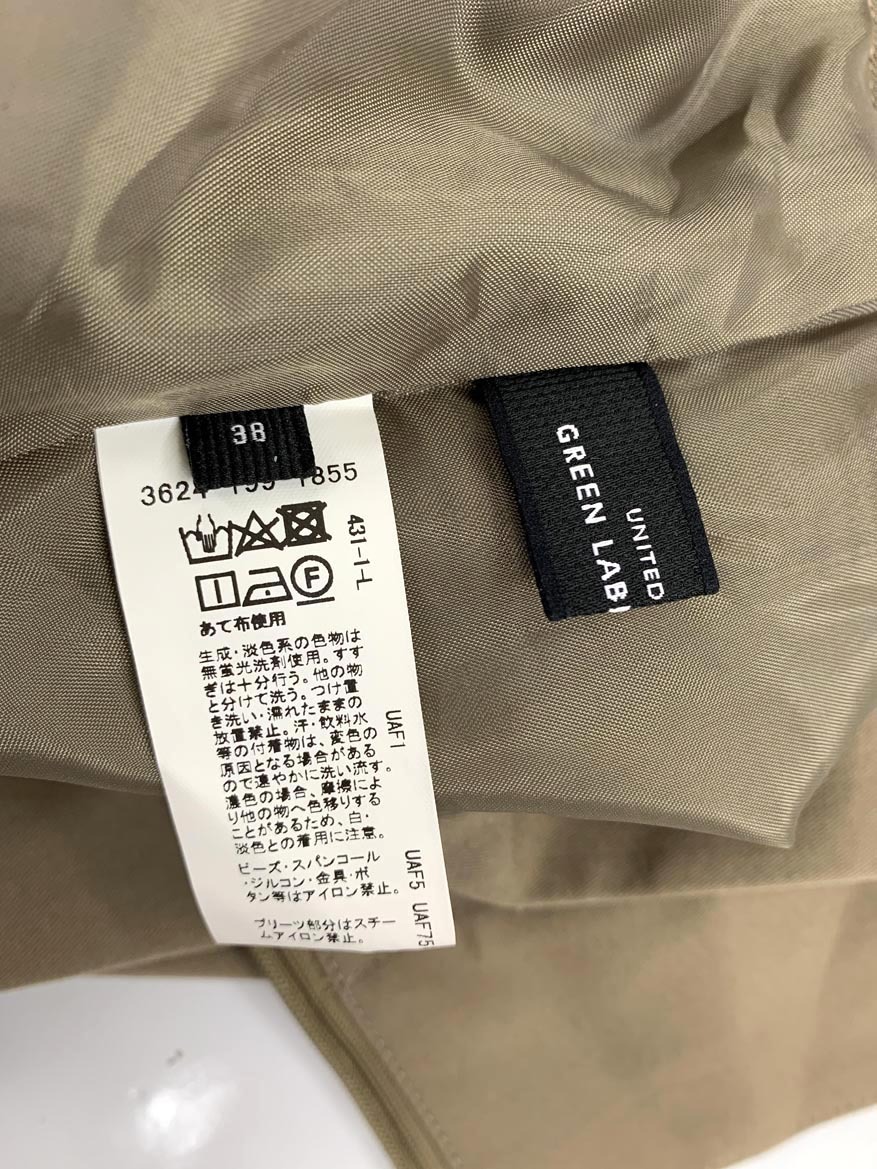 38
3624 199 1855
431-1-L
F
あて布使用
生成・淡色系の色物は
無蛍光洗剤使用。すす
ぎは十分行う。他の物
と分けて洗う。つけ置
き洗い・濡れたままの
放置禁止。汗・飲料水
等の付着物は、変色の
原因となる場合がある
ので速やかに洗い流す。
濃色の場合、摩擦によ
り他の物へ色移りする
ことがあるため、白・
淡色との着用に注意。
UAF1
ビーズ・スパンコール
・ジルコン・金具・ボ
タン等はアイロン禁止。
UAF5
プリーツ部分はスチー
ムアイロン禁止。
UAF75
UNITED
GREEN LAB